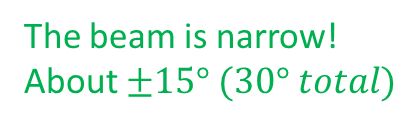 The beam is narrow!
About ±15° (30° total)